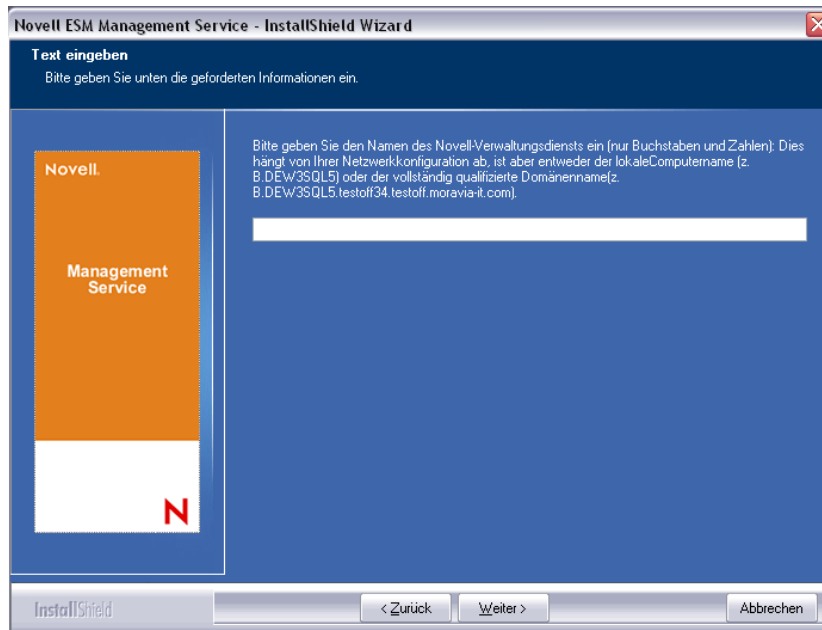 Novell ESM Management Service - InstallShield Wizard
Text eingeben
Bitte geben Sie unten die geforderten Informationen ein.
Bitte geben Sie den Namen des Novell-Verwaltungsdiensts ein (nur Buchstaben und Zahlen): Dies
hängt von Ihrer Netzwerkkonfiguration ab, ist aber entweder der lokaleComputername (z.
B.DEW3SQL5) oder der vollständig qualifizierte Domänenname(z.
B.DEW3SQL5.testoff34.testoff.moravia-it.com).
Novell.
Management
Service
N
InstallShield
< Zurück
Weiter >
Abbrechen